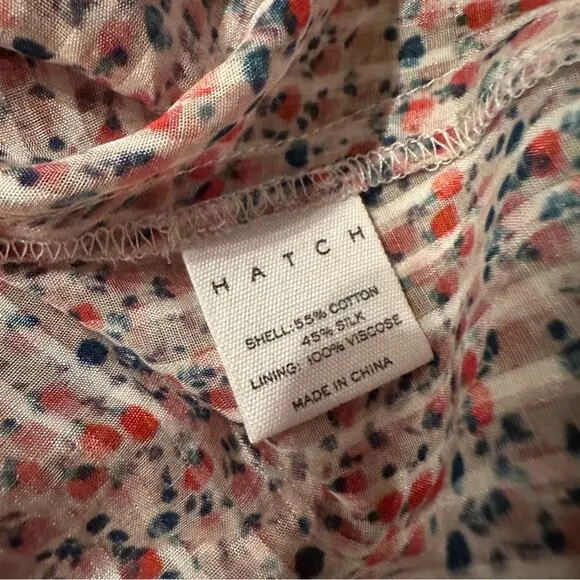 HATCH
SHELL: 55% COTTON
45% SILK
LINING: 100% VISCOSE
MADE IN CHINA